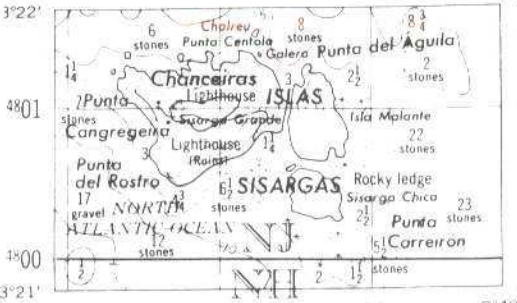 3°22'
6
stones
Chalreu
8
stones
8 3/4
Punta Centola
Galera
Punta del Águila
1 1/4
Chanceiras
3
2 1/2
2
stones
Lighthouse
ISLAS
4801
Punta
stones
Sisarga Grande
Isla Malante
Cangregeira
Lighthouse
(Ruins)
1 1/4
22
stones
3
Punta
del Rostro
6 1/2
stones
SISARGAS
Rocky ledge
Sisarga Chica
17
gravel
NORTH
ATLANTIC OCEAN
2 1/2
23
stones
Punta
Carreiron
12
stones
NJ
5 1/2
stones
4800
NH
2
1 1/2
3°21'